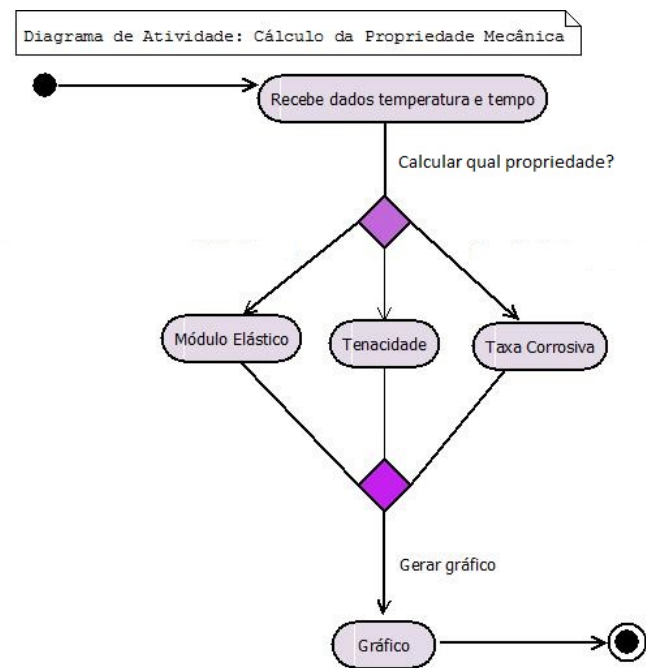 Diagrama de Atividade: Cálculo da Propriedade Mecânica
Recebe dados temperatura e tempo
Calcular qual propriedade?
Módulo Elástico
Tenacidade
Taxa Corrosiva
Gerar gráfico
Gráfico